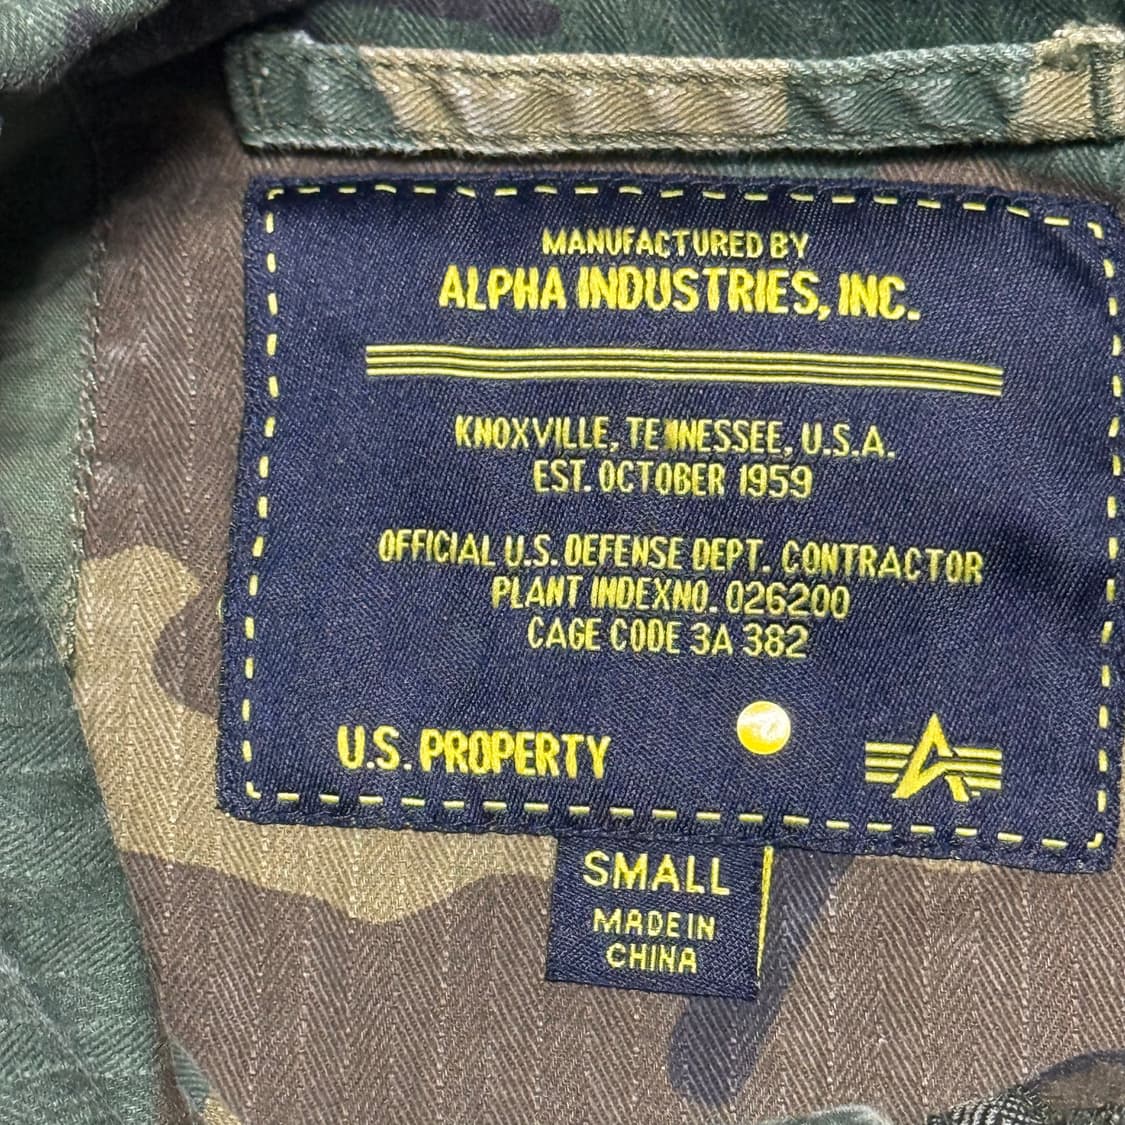 MANUFACTURED BY
ALPHA INDUSTRIES, INC.
KNOXVILLE, TENNESSEE, U.S.A.
EST. OCTOBER 1959
OFFICIAL U.S. DEFENSE DEPT. CONTRACTOR
PLANT INDEXNO. 026200
CAGE CODE 3A 382
U.S. PROPERTY
SMALL
MADE IN
CHINA